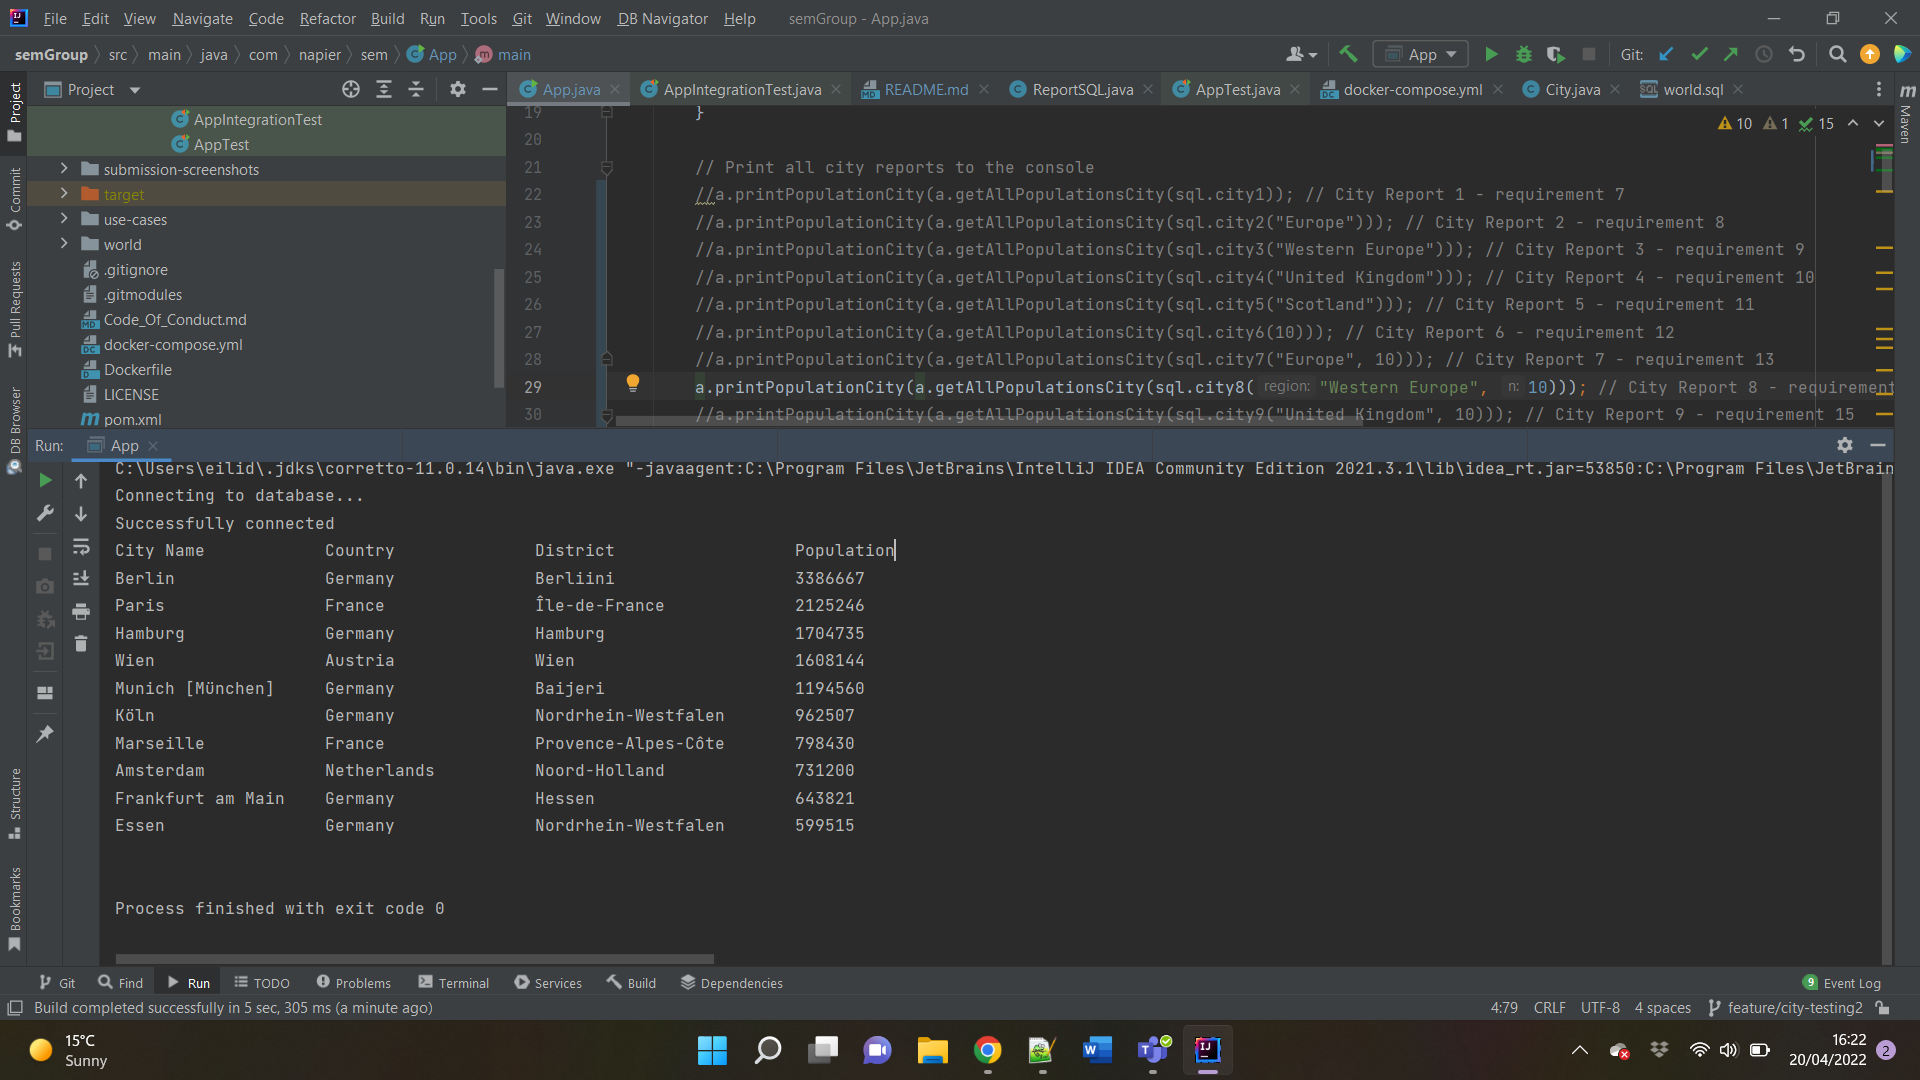 File Edit View Navigate Code Refactor Build Run Tools Git Window DB Navigator Help semGroup - App.java
semGroup src main java com napier sem App main App Git:
Project App.java AppIntegrationTest.java README.md ReportSQL.java AppTest.java docker-compose.yml City.java world.sql
Project
Commit
Pull Requests
DB Browser
Structure
Bookmarks
Maven
AppIntegrationTest
AppTest
submission-screenshots
target
use-cases
world
.gitignore
.gitmodules
Code_Of_Conduct.md
docker-compose.yml
Dockerfile
LICENSE
pom.xml
10 1 15
19 }
20
21 // Print all city reports to the console
22 //a.printPopulationCity(a.getAllPopulationsCity(sql.city1)); // City Report 1 - requirement 7
23 //a.printPopulationCity(a.getAllPopulationsCity(sql.city2("Europe"))); // City Report 2 - requirement 8
24 //a.printPopulationCity(a.getAllPopulationsCity(sql.city3("Western Europe"))); // City Report 3 - requirement 9
25 //a.printPopulationCity(a.getAllPopulationsCity(sql.city4("United Kingdom"))); // City Report 4 - requirement 10
26 //a.printPopulationCity(a.getAllPopulationsCity(sql.city5("Scotland"))); // City Report 5 - requirement 11
27 //a.printPopulationCity(a.getAllPopulationsCity(sql.city6(10))); // City Report 6 - requirement 12
28 //a.printPopulationCity(a.getAllPopulationsCity(sql.city7("Europe", 10))); // City Report 7 - requirement 13
29 a.printPopulationCity(a.getAllPopulationsCity(sql.city8( region: "Western Europe", n: 10))); // City Report 8 - requirement
30 //a.printPopulationCity(a.getAllPopulationsCity(sql.city9("United Kingdom", 10))); // City Report 9 - requirement 15
Run: App
C:\Users\eilid\.jdks\corretto-11.0.14\bin\java.exe "-javaagent:C:\Program Files\JetBrains\IntelliJ IDEA Community Edition 2021.3.1\lib\idea_rt.jar=53850:C:\Program Files\JetBrain
Connecting to database...
Successfully connected
City Name Country District Population
Berlin Germany Berliini 3386667
Paris France Île-de-France 2125246
Hamburg Germany Hamburg 1704735
Wien Austria Wien 1608144
Munich [München] Germany Baijeri 1194560
Köln Germany Nordrhein-Westfalen 962507
Marseille France Provence-Alpes-Côte 798430
Amsterdam Netherlands Noord-Holland 731200
Frankfurt am Main Germany Hessen 643821
Essen Germany Nordrhein-Westfalen 599515
Process finished with exit code 0
Git Find Run TODO Problems Terminal Services Build Dependencies 9 Event Log
Build completed successfully in 5 sec, 305 ms (a minute ago) 4:79 CRLF UTF-8 4 spaces feature/city-testing2
15°C
Sunny
16:22
20/04/2022
2